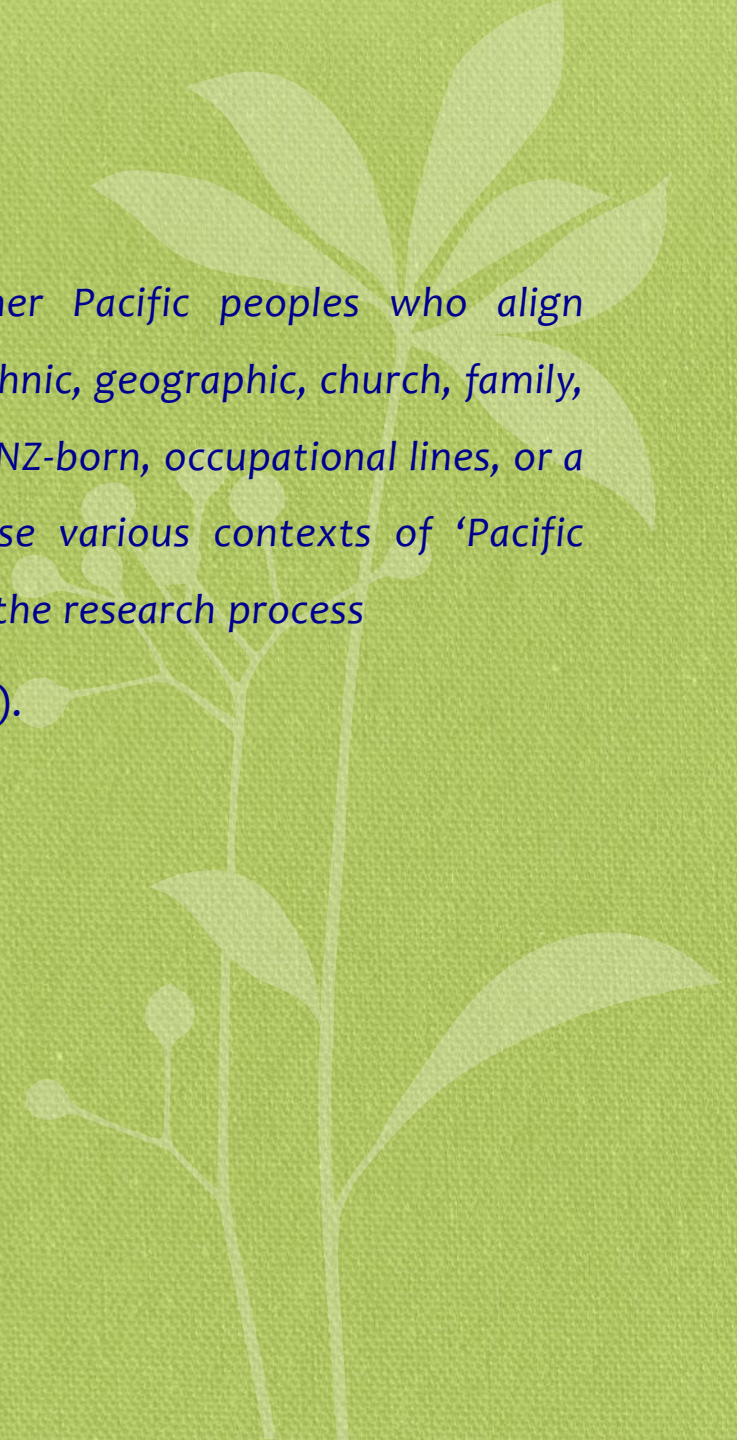 ner Pacific peoples who align
hnic, geographic, church, family,
NZ-born, occupational lines, or a
se various contexts of ‘Pacific
the research process
).